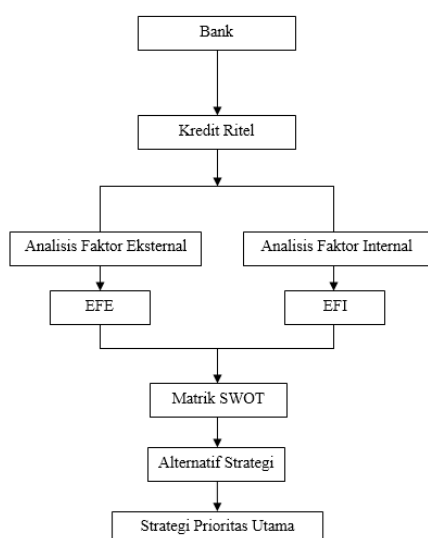 Bank
Kredit Ritel
Analisis Faktor Eksternal
Analisis Faktor Internal
EFE
EFI
Matrik SWOT
Alternatif Strategi
Strategi Prioritas Utama